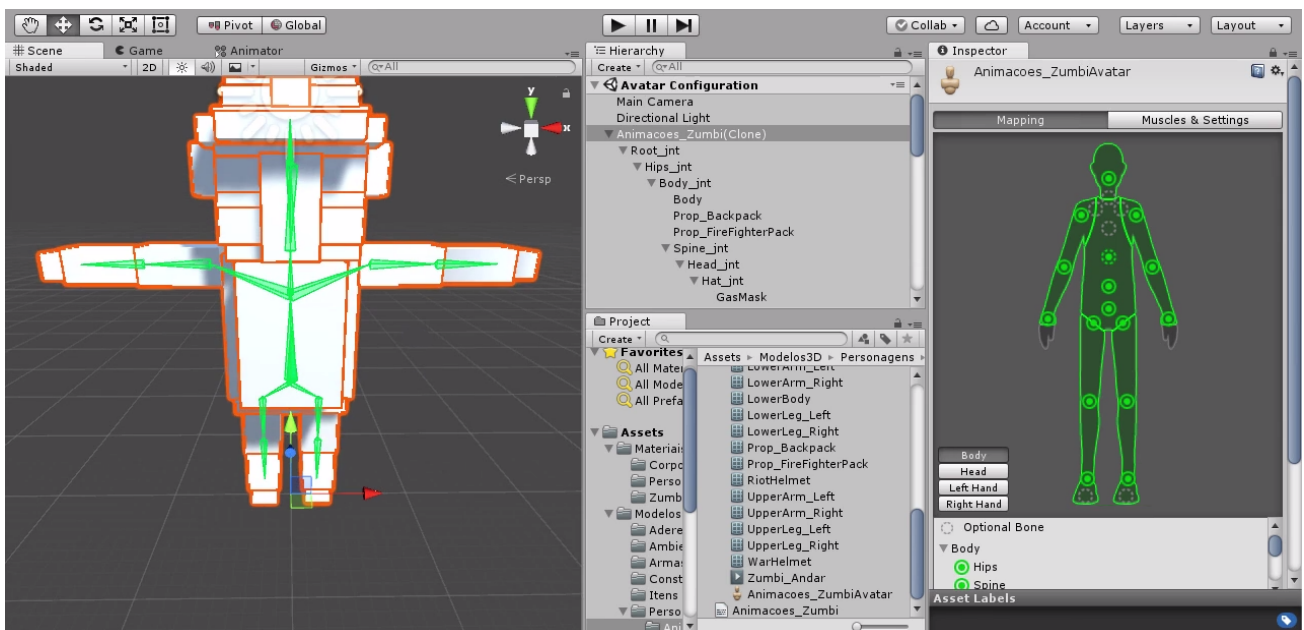 Pivot Global Collab Account Layers Layout
Scene Game Animator
Shaded 2D Gizmos All
y
x
Persp
Hierarchy
Create All
Avatar Configuration
Main Camera
Directional Light
Animacoes_Zumbi(Clone)
Root_jnt
Hips_jnt
Body_jnt
Body
Prop_Backpack
Prop_FireFighterPack
Spine_jnt
Head_jnt
Hat_jnt
GasMask
Project
Create
Favorites
All Mater
All Mode
All Prefa
Assets
Materiais
Corpo
Perso
Zumb
Modelos
Adere
Ambie
Armas
Const
Itens
Perso
Ani
Assets Modelos3D Personagens
LowerArm_Left
LowerArm_Right
LowerBody
LowerLeg_Left
LowerLeg_Right
Prop_Backpack
Prop_FireFighterPack
RiotHelmet
UpperArm_Left
UpperArm_Right
UpperLeg_Left
UpperLeg_Right
WarHelmet
Zumbi_Andar
Animacoes_ZumbiAvatar
Animacoes_Zumbi
Inspector
Animacoes_ZumbiAvatar
Mapping Muscles & Settings
Body
Head
Left Hand
Right Hand
Optional Bone
Body
Hips
Spine
Asset Labels